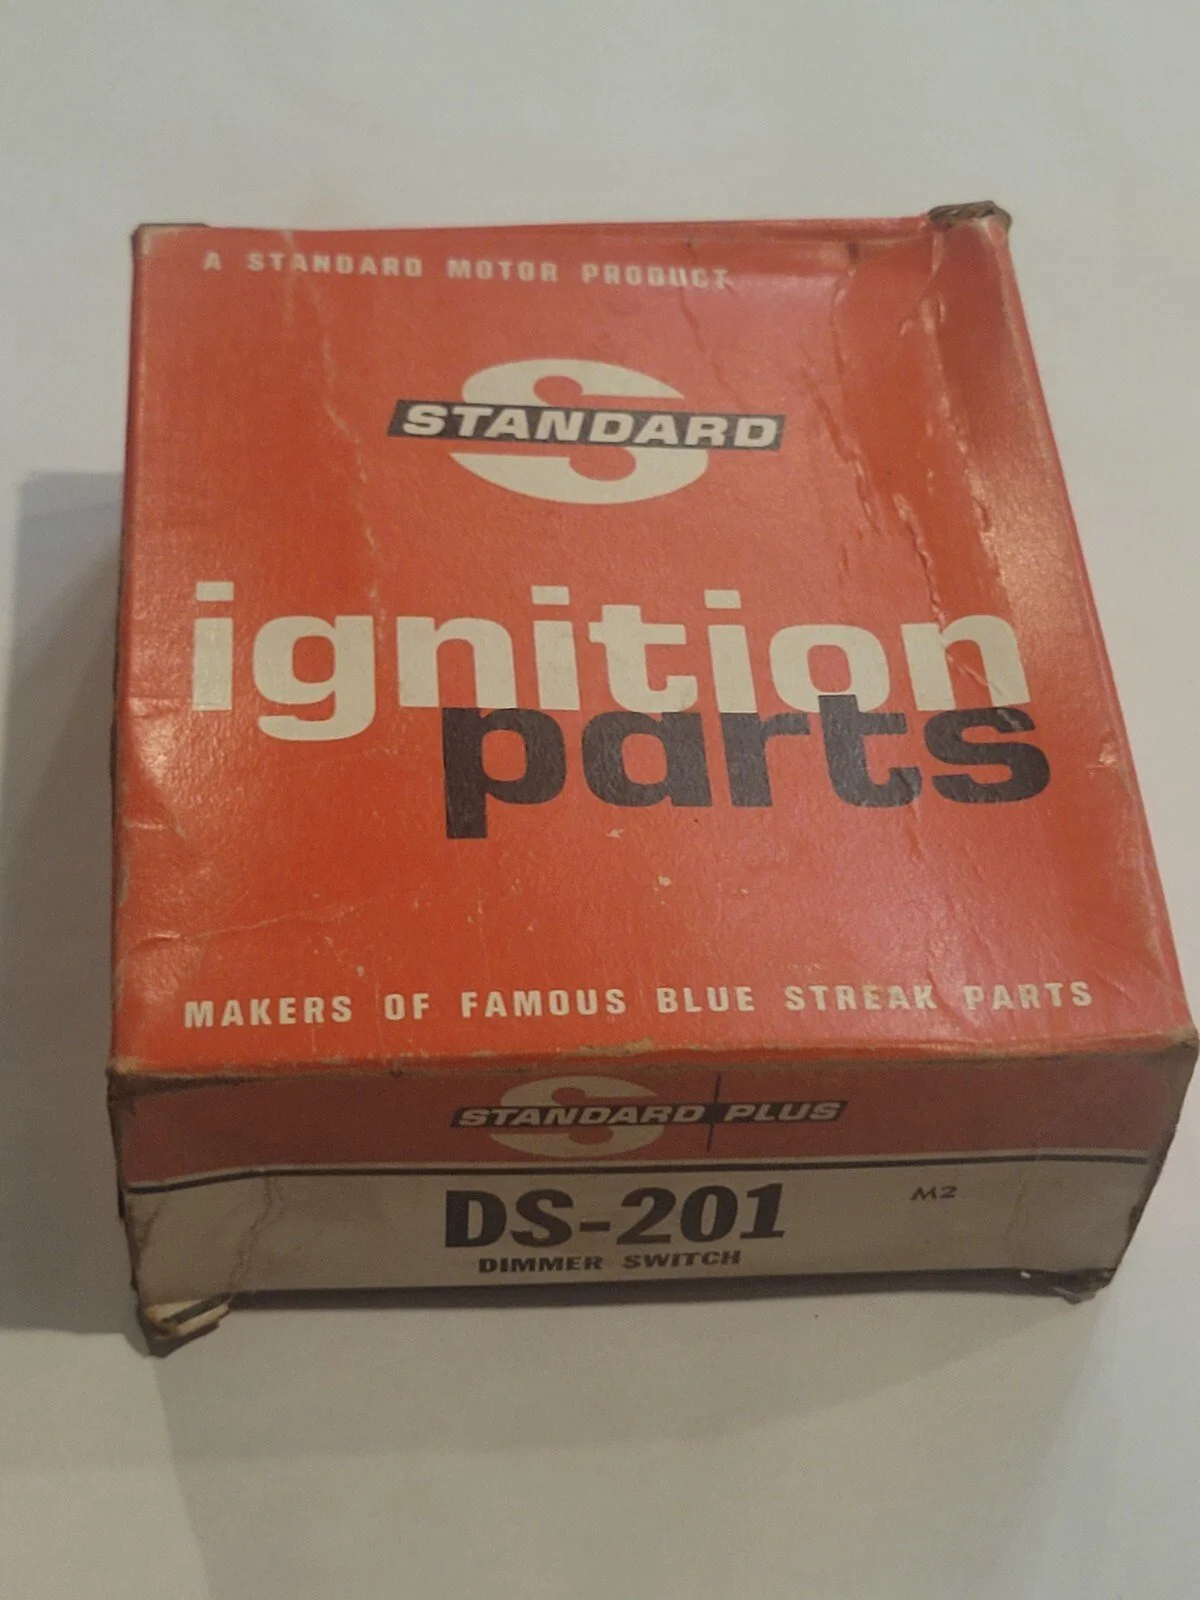 A STANDARD MOTOR PRODUCT
STANDARD
ignition
parts
MAKERS OF FAMOUS BLUE STREAK PARTS
STANDARD PLUS
DS-201
M2
DIMMER SWITCH